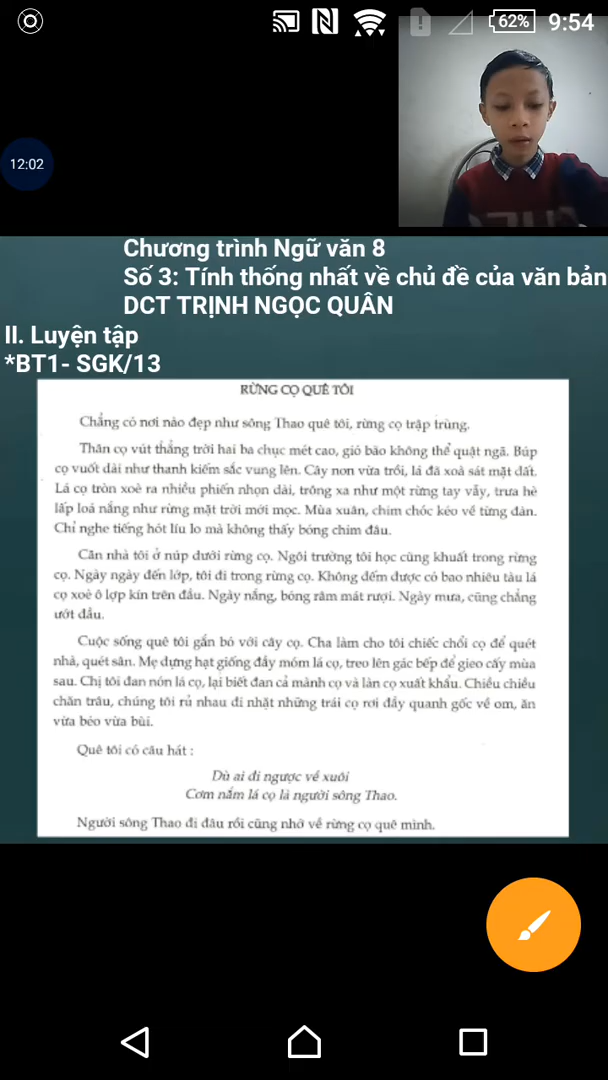 62% 9:54
12:02
Chương trình Ngữ văn 8
Số 3: Tính thống nhất về chủ đề của văn bản
DCT TRỊNH NGỌC QUÂN
II. Luyện tập
*BT1- SGK/13
RỪNG CỌ QUÊ TÔI
Chẳng có nơi nào đẹp như sông Thao quê tôi, rừng cọ trập trùng.
Thân cọ vút thẳng trời hai ba chục mét cao, gió bão không thể quật ngã. Búp
cọ vuốt dài như thanh kiếm sắc vung lên. Cây non vừa trồi, lá đã xoà sát mặt đất.
Lá cọ tròn xoè ra nhiều phiến nhọn dài, trông xa như một rừng tay vẫy, trưa hè
lấp loá nắng như rừng mặt trời mới mọc. Mùa xuân, chim chóc kéo về từng đàn.
Chỉ nghe tiếng hót líu lo mà không thấy bóng chim đâu.
Căn nhà tôi ở núp dưới rừng cọ. Ngôi trường tôi học cũng khuất trong rừng
cọ. Ngày ngày đến lớp, tôi đi trong rừng cọ. Không đếm được có bao nhiêu tàu lá
cọ xoè ô lợp kín trên đầu. Ngày nắng, bóng râm mát rượi. Ngày mưa, cũng chẳng
ướt đầu.
Cuộc sống quê tôi gắn bó với cây cọ. Cha làm cho tôi chiếc chổi cọ để quét
nhà, quét sân. Mẹ đựng hạt giống đầy móm lá cọ, treo lên gác bếp để gieo cấy mùa
sau. Chị tôi đan nón lá cọ, lại biết đan cả mành cọ và làn cọ xuất khẩu. Chiều chiều
chăn trâu, chúng tôi rủ nhau đi nhặt những trái cọ rơi đầy quanh gốc về om, ăn
vừa béo vừa bùi.
Quê tôi có câu hát :
Dù ai đi ngược về xuôi
Cơm nắm lá cọ là người sông Thao.
Người sông Thao đi đâu rồi cũng nhớ về rừng cọ quê mình.